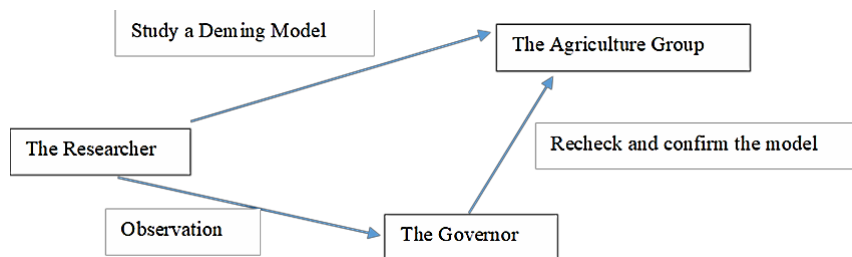 Study a Deming Model
The Agriculture Group
The Researcher
Recheck and confirm the model
Observation
The Governor